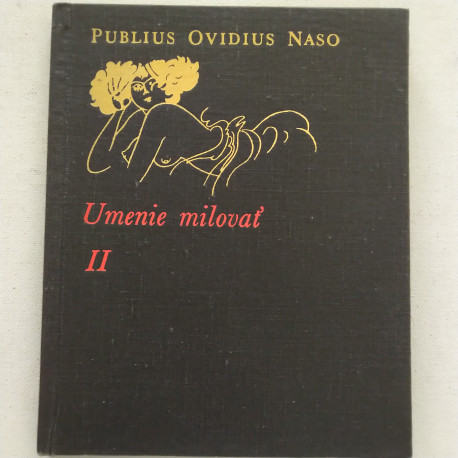 PUBLIUS OVIDIUS NASO
Umenie milovať
II